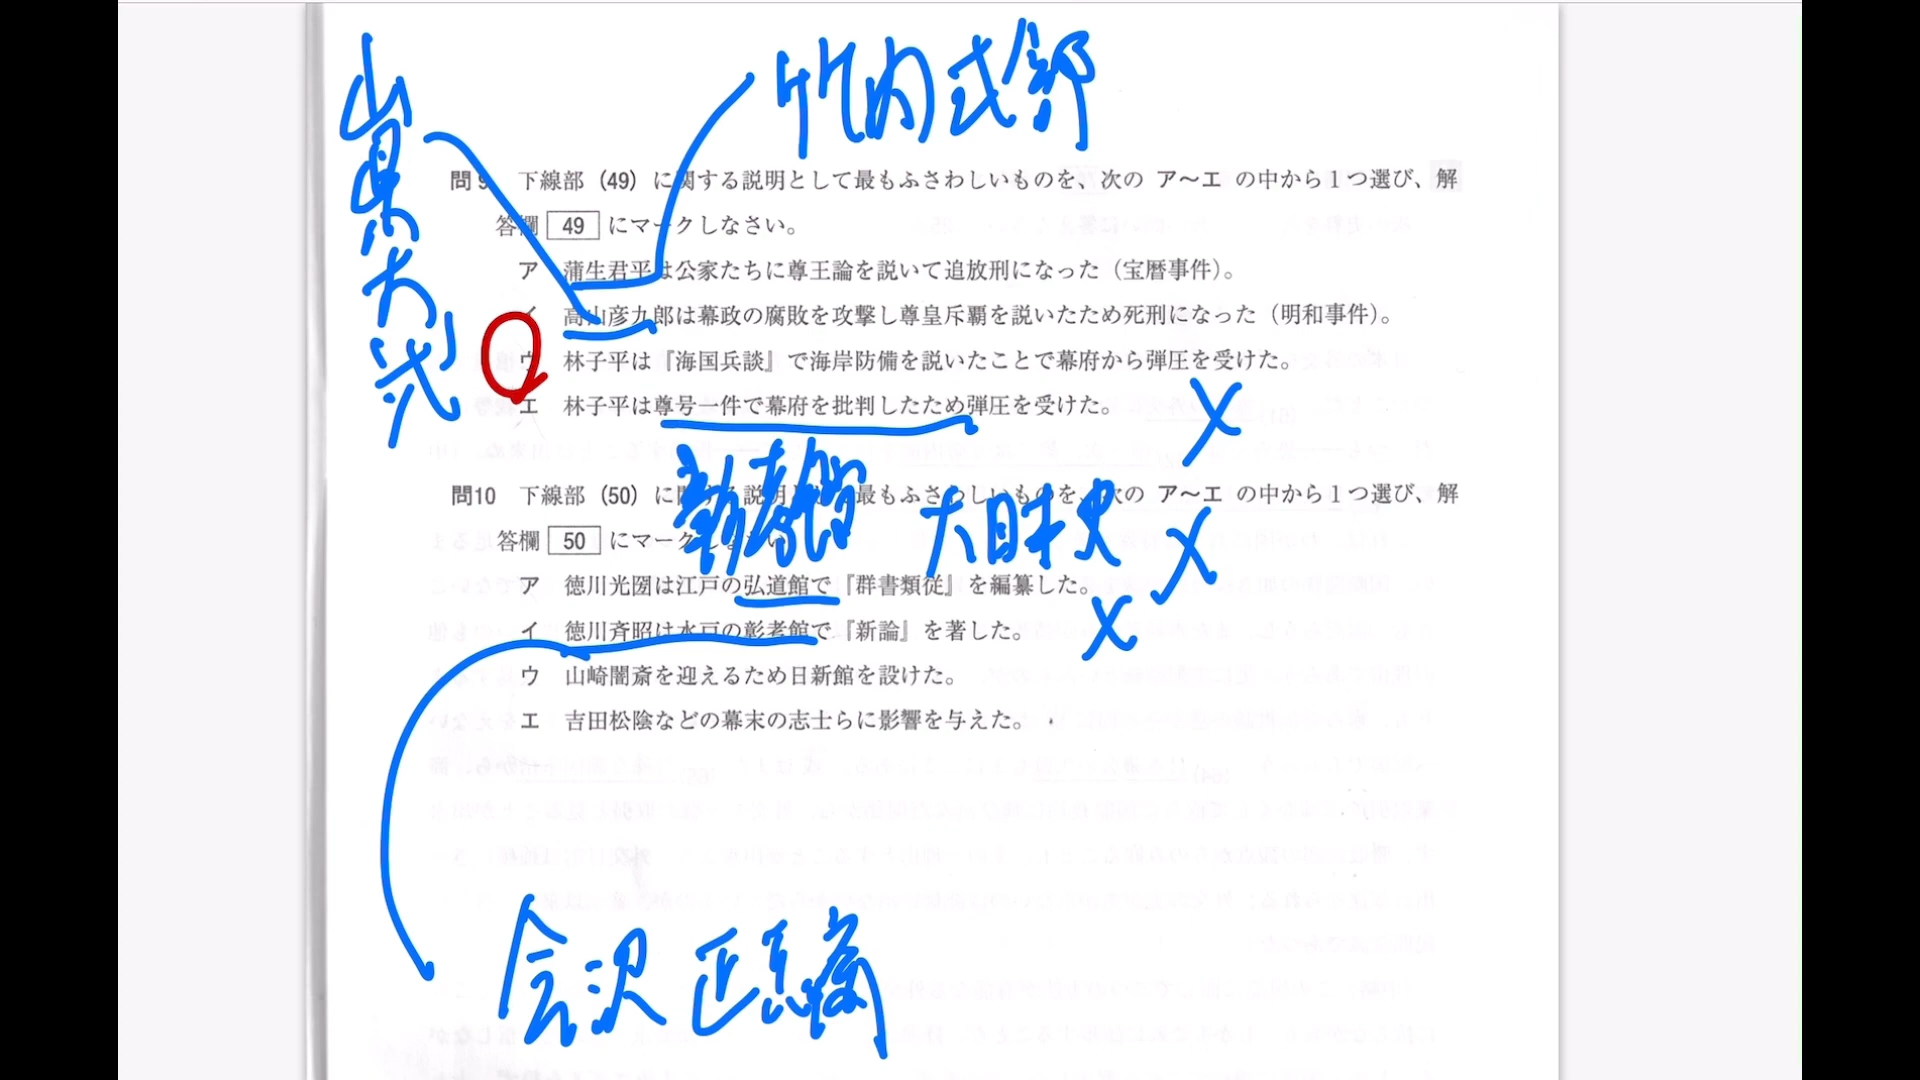 竹内式部
山県大弐
問9 下線部（49）に関する説明として最もふさわしいものを、次の ア〜エ の中から１つ選び、解
答欄 49 にマークしなさい。
ア 蒲生君平は公家たちに尊王論を説いて追放刑になった（宝暦事件）。
イ 高山彦九郎は幕政の腐敗を攻撃し尊皇斥覇を説いたため死刑になった（明和事件）。
ウ 林子平は『海国兵談』で海岸防備を説いたことで幕府から弾圧を受けた。
エ 林子平は尊号一件で幕府を批判したため弾圧を受けた。
彰考館 大日本史
問10 下線部（50）に関する説明として最もふさわしいものを、次の ア〜エ の中から１つ選び、解
答欄 50 にマークしなさい
ア 徳川光圀は江戸の弘道館で『群書類従』を編纂した。
イ 徳川斉昭は水戸の彰考館で『新論』を著した。
ウ 山崎闇斎を迎えるため日新館を設けた。
エ 吉田松陰などの幕末の志士らに影響を与えた。
会沢正志斎